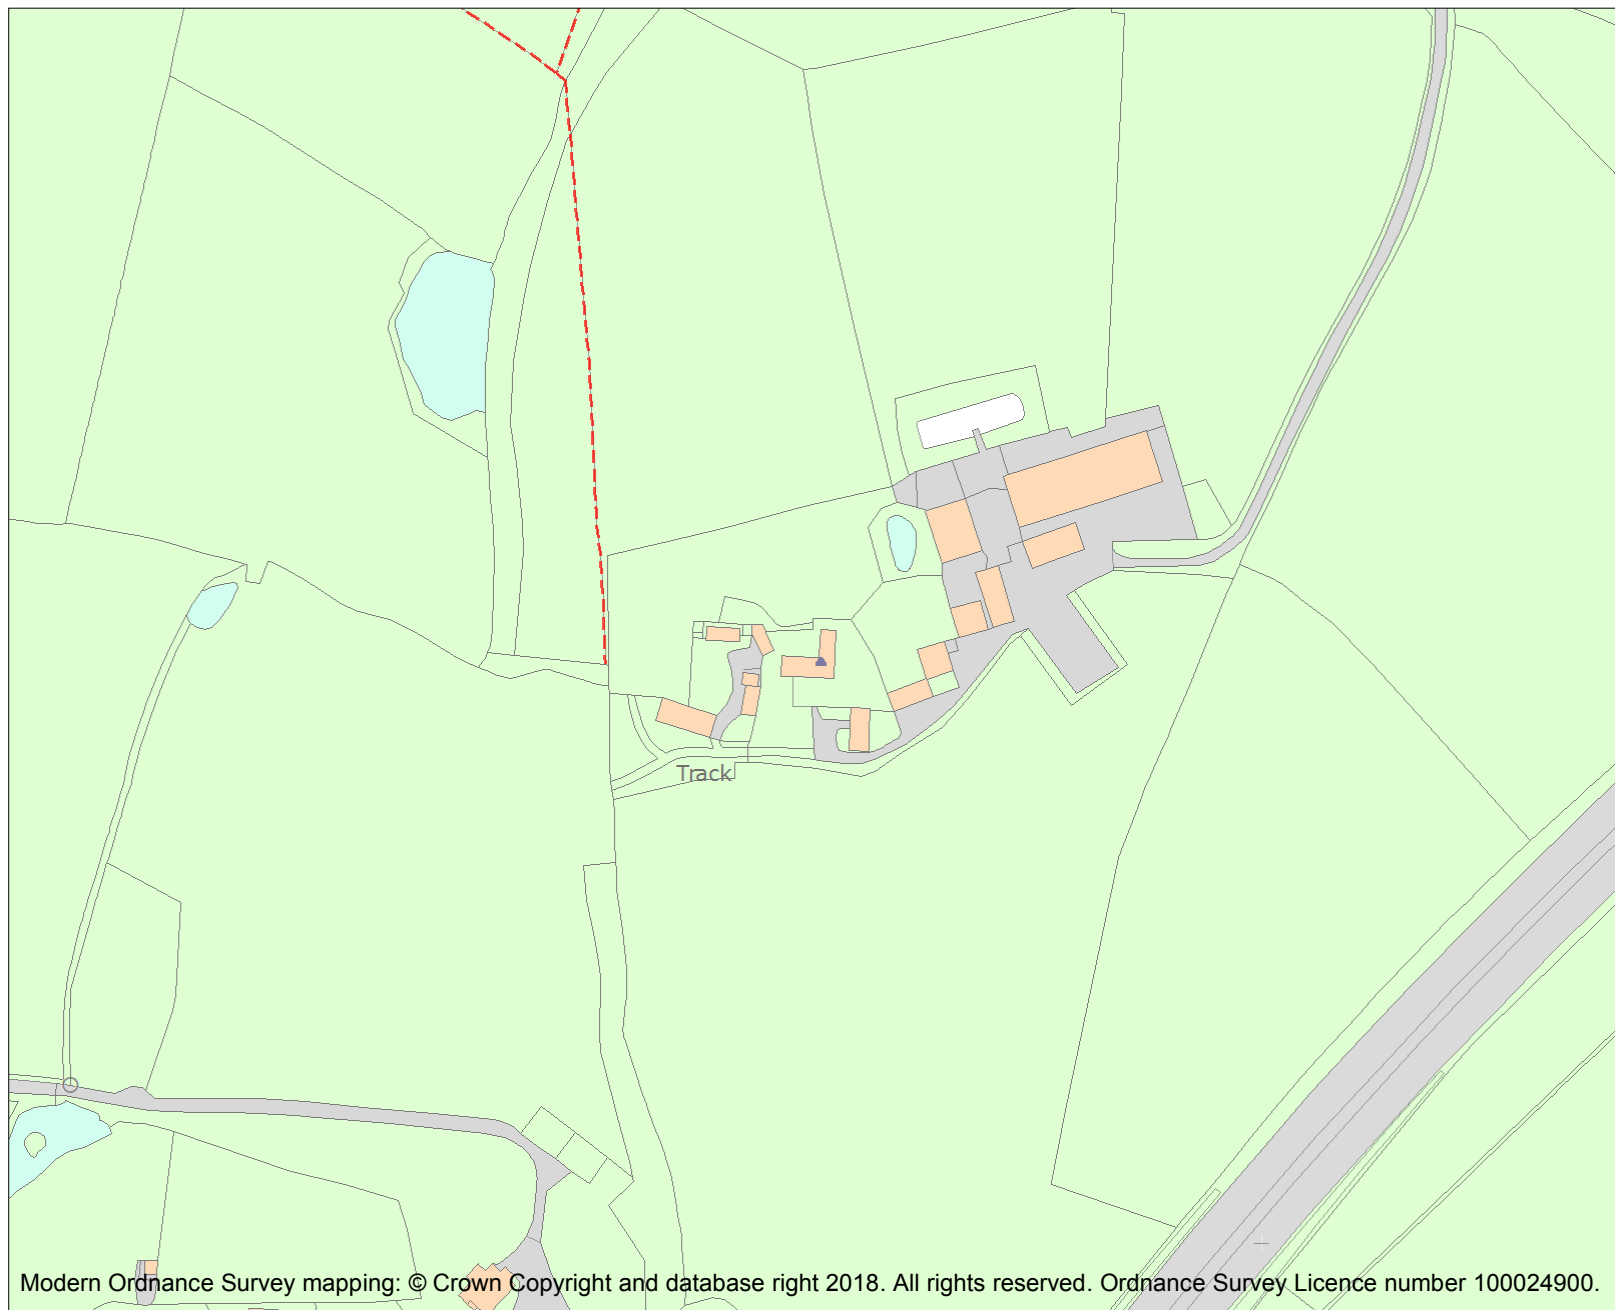 Track
Modern Ordnance Survey mapping: © Crown Copyright and database right 2018. All rights reserved. Ordnance Survey Licence number 100024900.